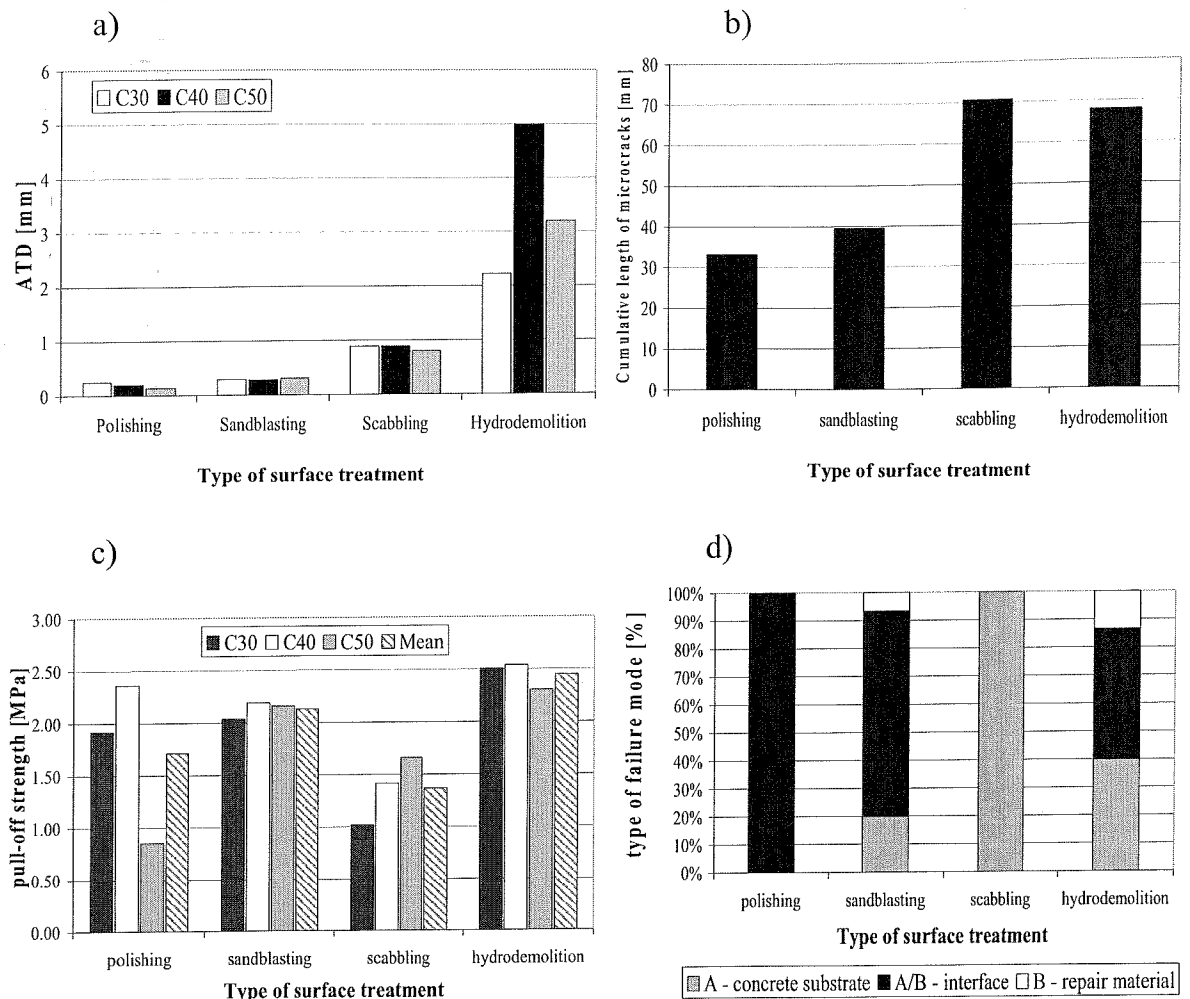 a)
6
5
4
3
2
1
0
ATD [mm]
C30 C40 C50
Polishing Sandblasting Scabbling Hydrodemolition
Type of surface treatment
b)
80
70
60
50
40
30
20
10
0
Cumulative length of microcracks [mm]
polishing sandblasting scabbling hydrodemolition
Type of surface treatment
c)
3.00
2.50
2.00
1.50
1.00
0.50
0.00
pull-off strength [MPa]
C30 C40 C50 Mean
polishing sandblasting scabbling hydrodemolition
Type of surface treatment
d)
100%
90%
80%
70%
60%
50%
40%
30%
20%
10%
0%
type of failure mode [%]
polishing sandblasting scabbling hydrodemolition
Type of surface treatment
A - concrete substrate A/B - interface B - repair material